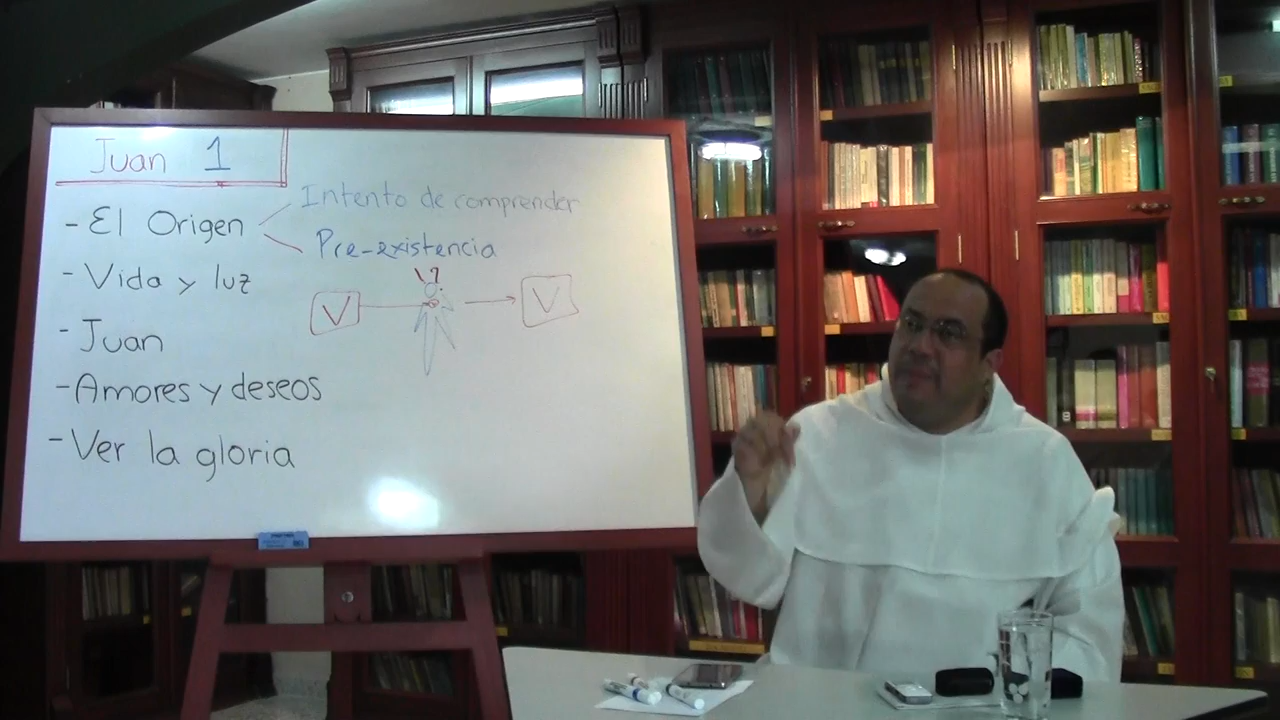 Juan 1
- El Origen
Intento de comprender
Pre-existencia
- Vida y luz
V
V
- Juan
- Amores y deseos
- Ver la gloria